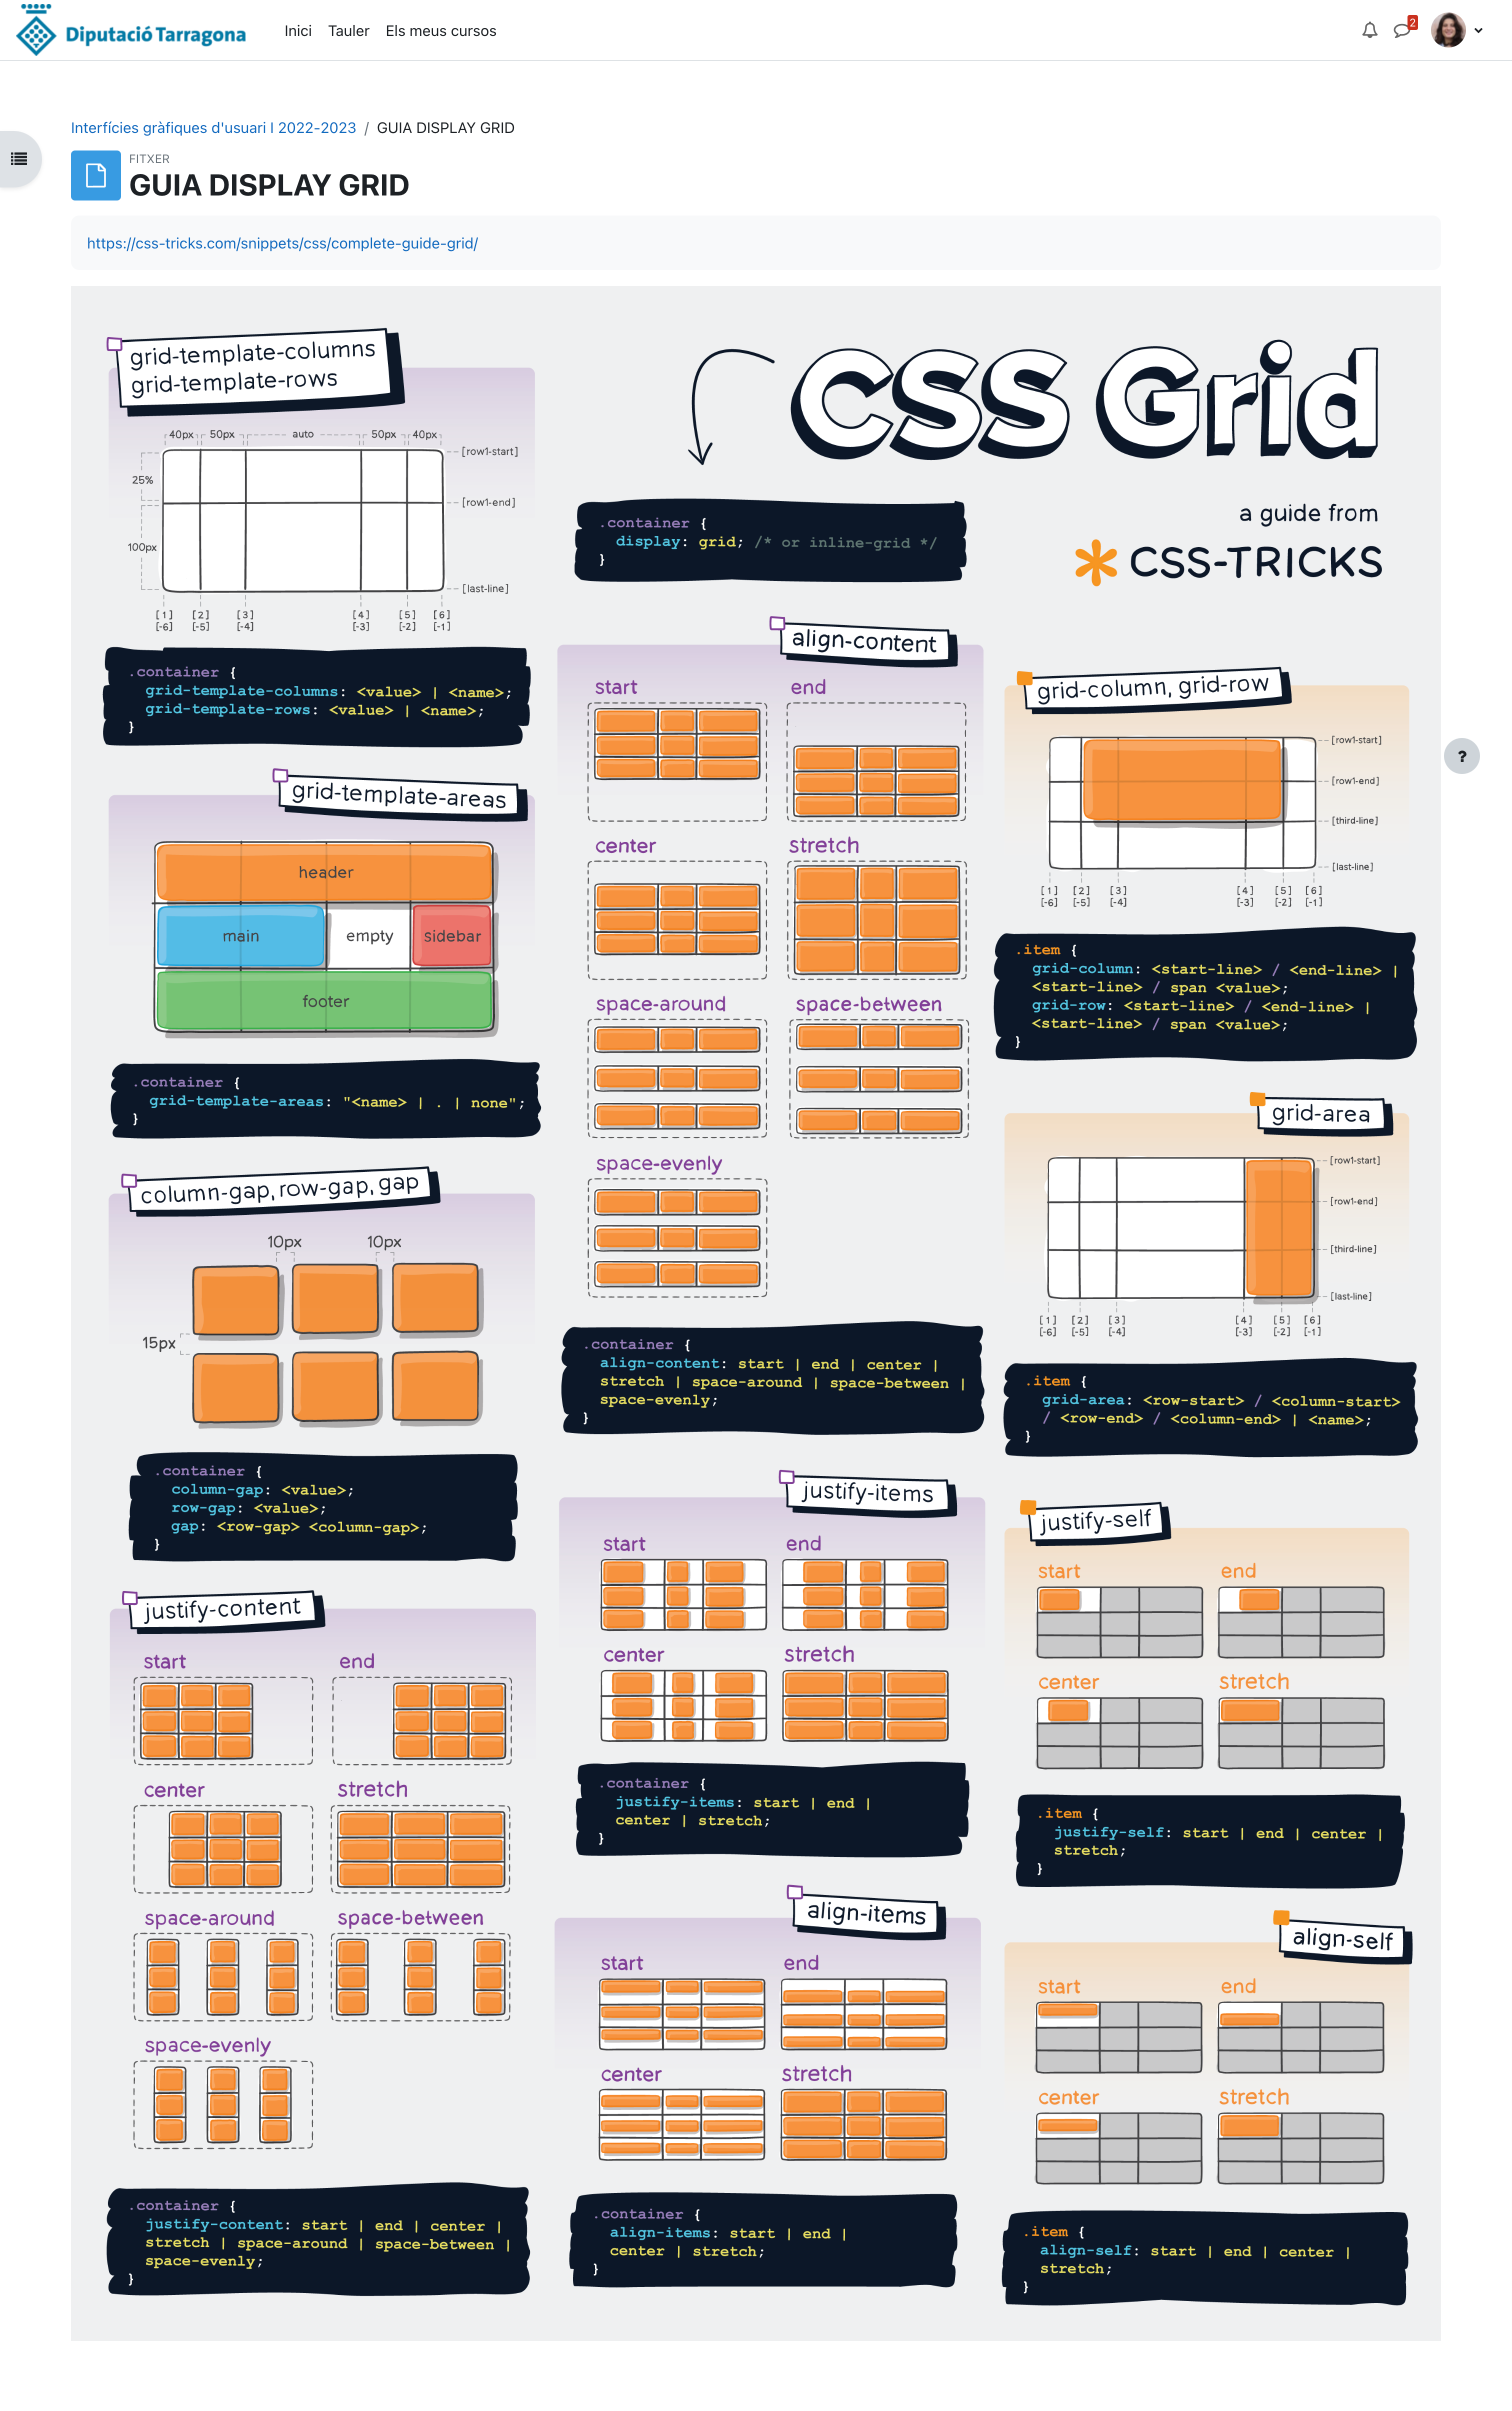 Diputació Tarragona
Inici Tauler Els meus cursos
2
Interfícies gràfiques d'usuari I 2022-2023 / GUIA DISPLAY GRID
FITXER
GUIA DISPLAY GRID
https://css-tricks.com/snippets/css/complete-guide-grid/
?
CSS Grid
a guide from
CSS-TRICKS
grid-template-columns
grid-template-rows
40px 50px auto 50px 40px
25%
100px
[row1-start]
[row1-end]
[last-line]
[1] [2] [3] [4] [5] [6]
[-6] [-5] [-4] [-3] [-2] [-1]
.container {
grid-template-columns: <value> | <name>;
grid-template-rows: <value> | <name>;
}
grid-template-areas
header
main empty sidebar
footer
.container {
grid-template-areas: "<name> | . | none";
}
column-gap, row-gap, gap
10px 10px
15px
.container {
column-gap: <value>;
row-gap: <value>;
gap: <row-gap> <column-gap>;
}
justify-content
start end
center stretch
space-around space-between
space-evenly
.container {
justify-content: start | end | center |
stretch | space-around | space-between |
space-evenly;
}
.container {
display: grid; /* or inline-grid */
}
align-content
start end
center stretch
space-around space-between
space-evenly
.container {
align-content: start | end | center |
stretch | space-around | space-between |
space-evenly;
}
justify-items
start end
center stretch
.container {
justify-items: start | end |
center | stretch;
}
align-items
start end
center stretch
.container {
align-items: start | end |
center | stretch;
}
grid-column, grid-row
[row1-start]
[row1-end]
[third-line]
[last-line]
[1] [2] [3] [4] [5] [6]
[-6] [-5] [-4] [-3] [-2] [-1]
.item {
grid-column: <start-line> / <end-line> |
<start-line> / span <value>;
grid-row: <start-line> / <end-line> |
<start-line> / span <value>;
}
grid-area
[row1-start]
[row1-end]
[third-line]
[last-line]
[1] [2] [3] [4] [5] [6]
[-6] [-5] [-4] [-3] [-2] [-1]
.item {
grid-area: <row-start> / <column-start>
/ <row-end> / <column-end> | <name>;
}
justify-self
start end
center stretch
.item {
justify-self: start | end | center |
stretch;
}
align-self
start end
center stretch
.item {
align-self: start | end | center |
stretch;
}